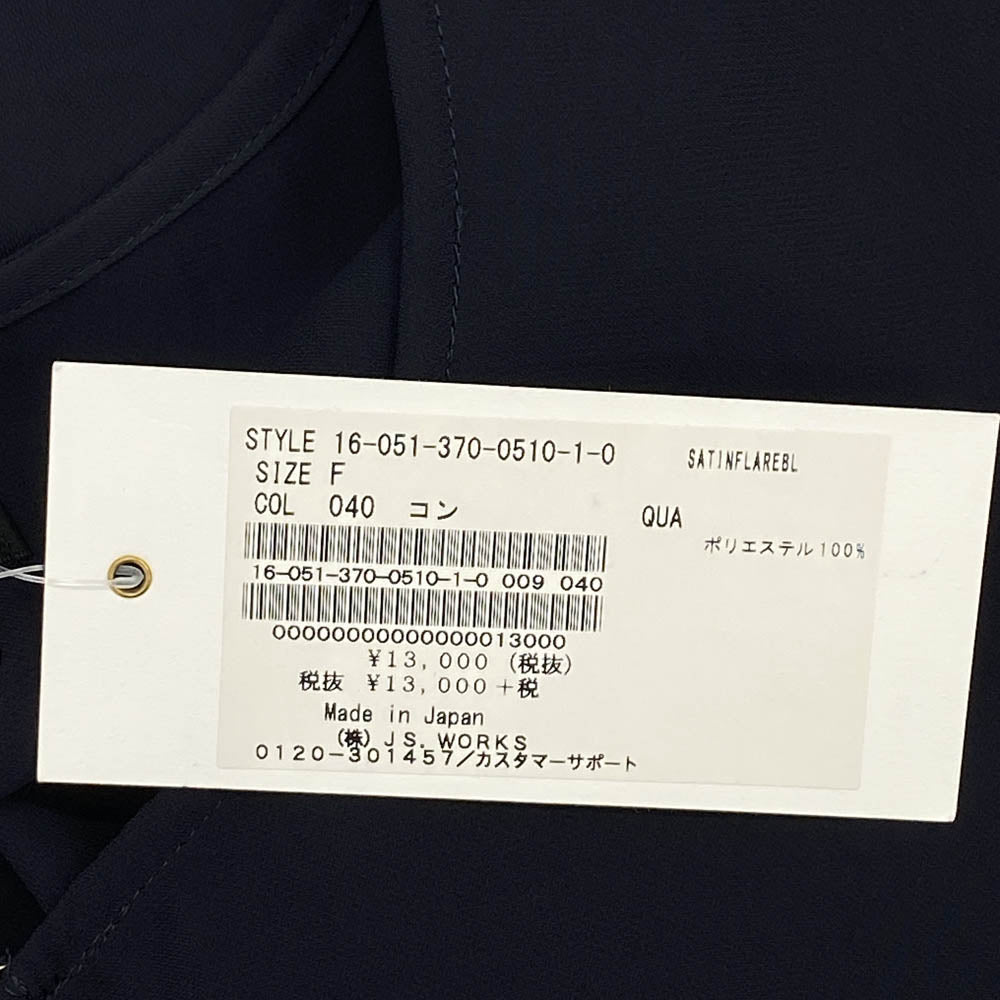 STYLE 16-051-370-0510-1-0 SATINFLAREBL
SIZE F
COL 040 コン QUA
ポリエステル100%
16-051-370-0510-1-0 009 040
00000000000000013000
¥13,000 (税抜)
税抜 ¥13,000+税
Made in Japan
(株)JS.WORKS
0120-301457/カスタマーサポート